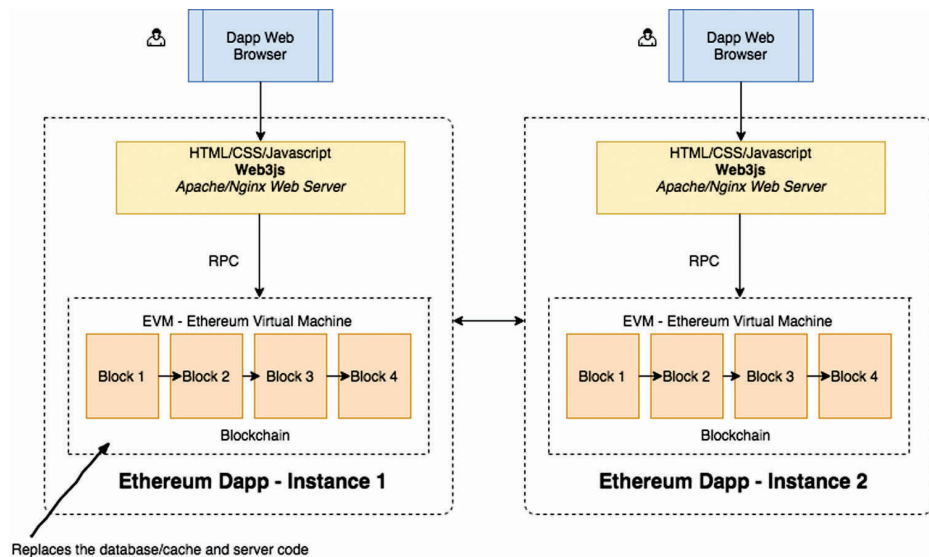 Dapp Web
Browser
HTML/CSS/Javascript
Web3js
Apache/Nginx Web Server
RPC
EVM - Ethereum Virtual Machine
Block 1
Block 2
Block 3
Block 4
Blockchain
Ethereum Dapp - Instance 1
Replaces the database/cache and server code
Dapp Web
Browser
HTML/CSS/Javascript
Web3js
Apache/Nginx Web Server
RPC
EVM - Ethereum Virtual Machine
Block 1
Block 2
Block 3
Block 4
Blockchain
Ethereum Dapp - Instance 2